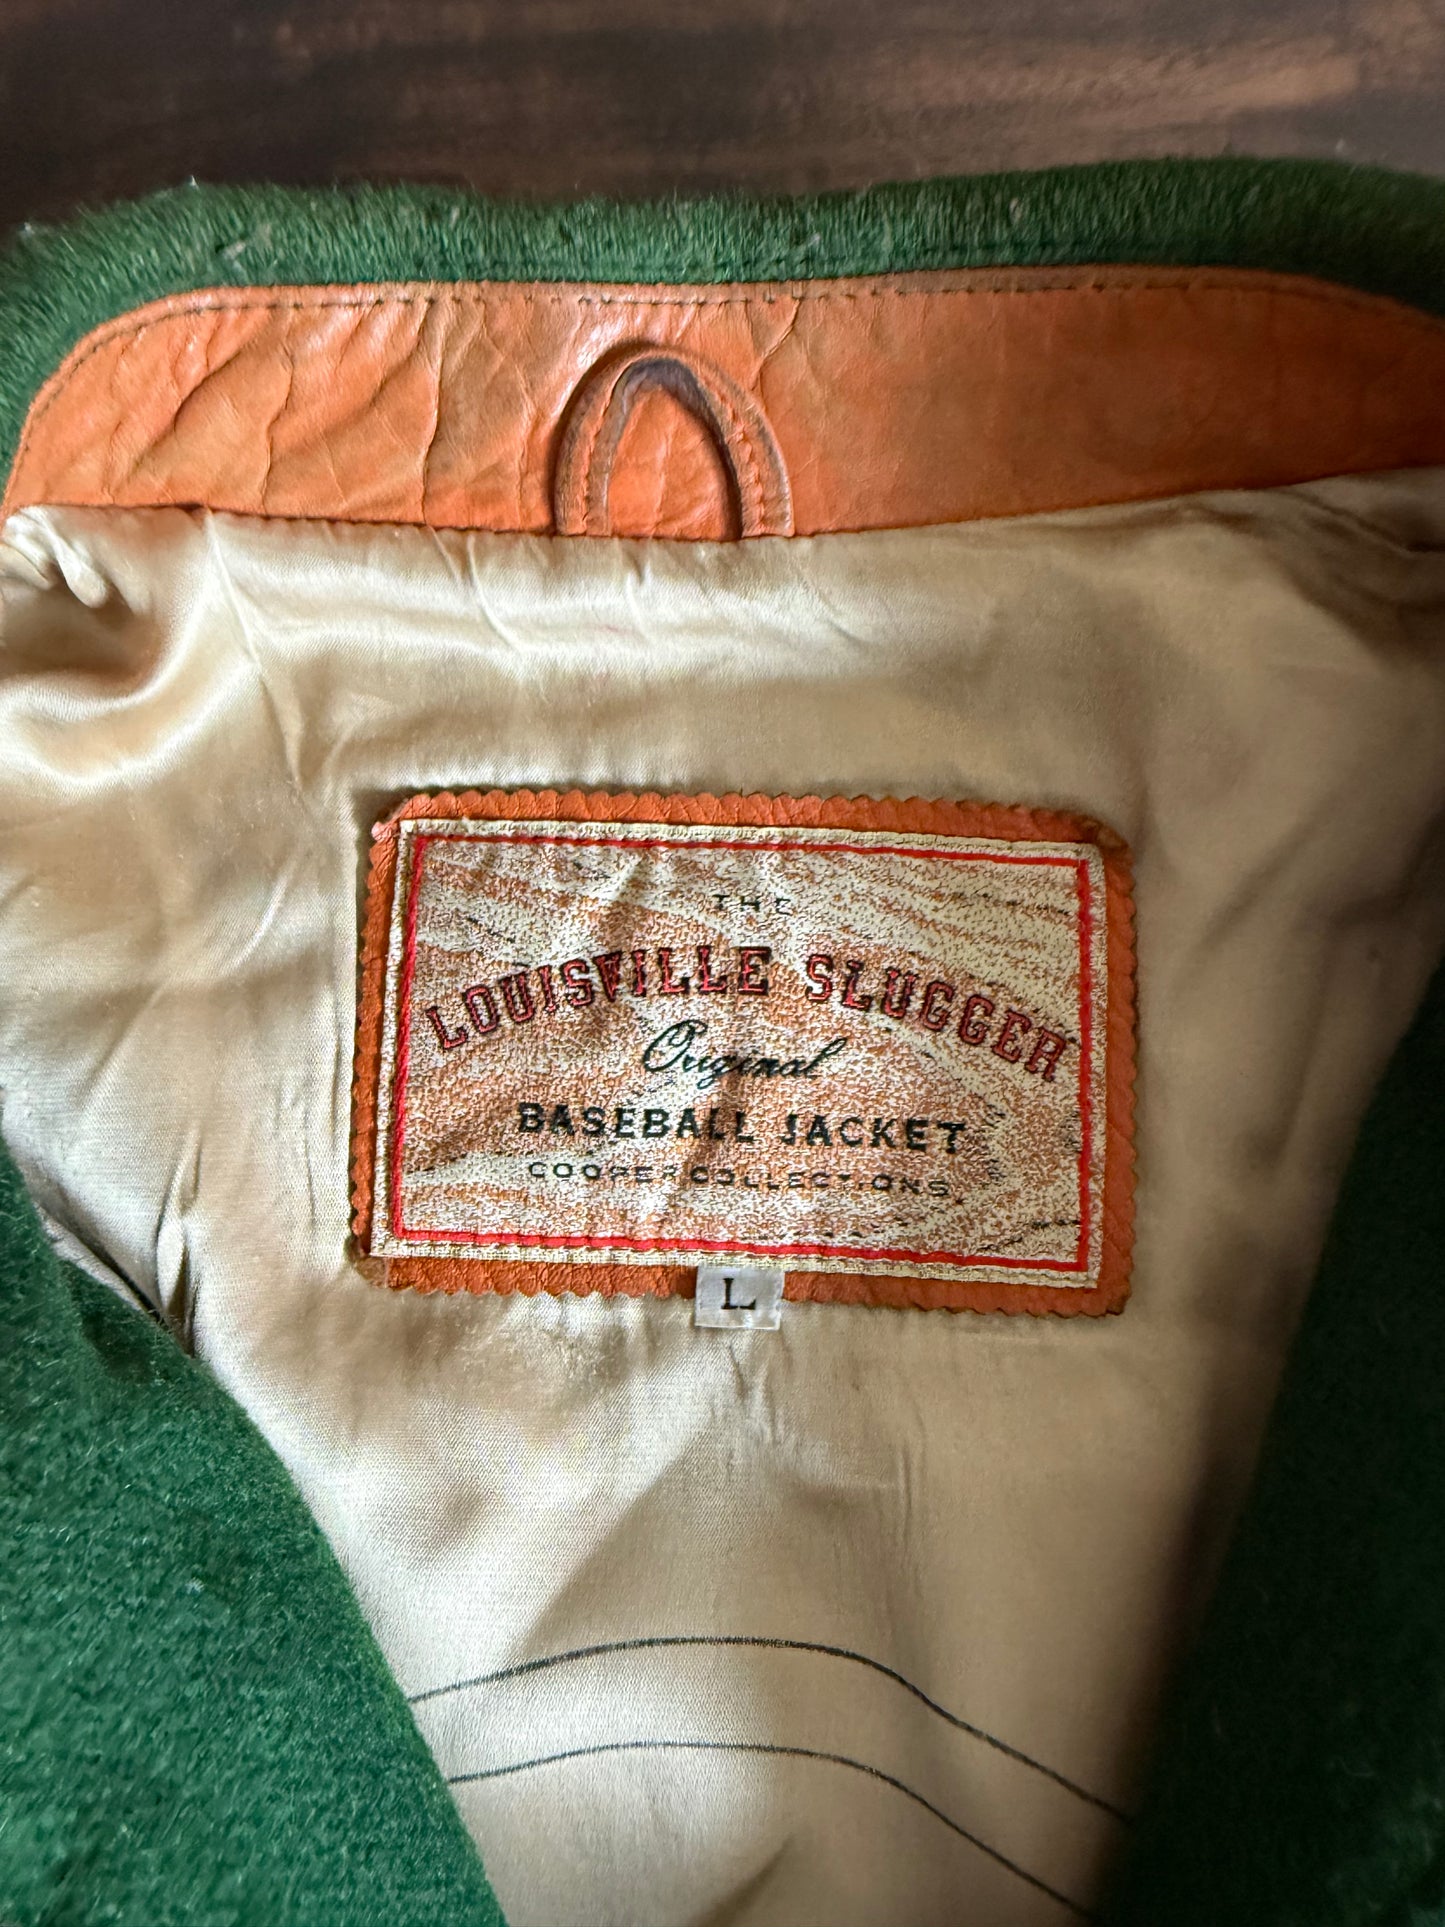 THE
LOUISVILLE SLUGGER
Original
BASEBALL JACKET
COOPER COLLECTIONS.
L